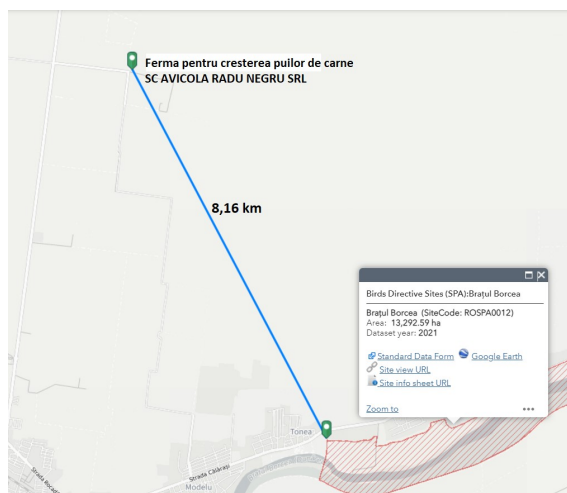 Ferma pentru cresterea puilor de carne
SC AVICOLA RADU NEGRU SRL
8,16 km
Birds Directive Sites (SPA):Brațul Borcea
Brațul Borcea (SiteCode: ROSPA0012)
Area: 13,292.59 ha
Dataset year: 2021
Standard Data Form Google Earth
Site view URL
Site info sheet URL
Zoom to
Tonea
Strada Călărași
Modelu